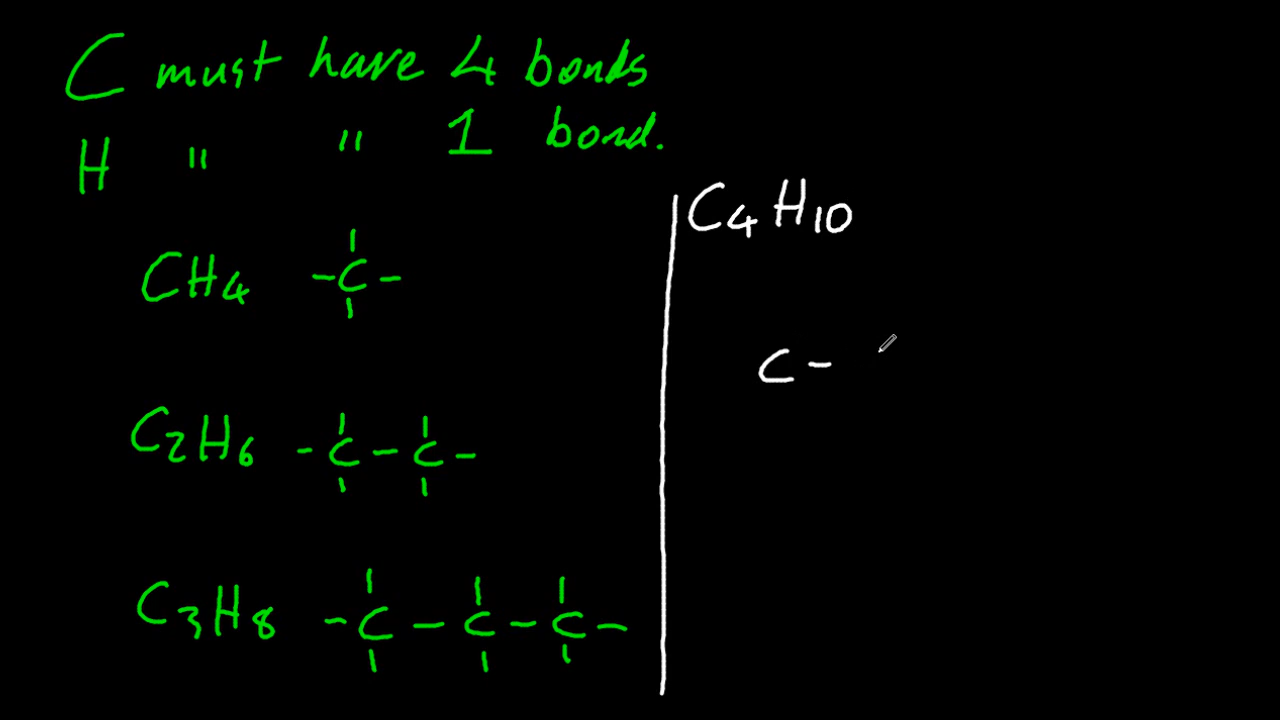 C must have 4 bonds
H " " 1 bond.
CH4 -C-
C2H6 -C-C-
C3H8 -C-C-C-
C4H10
C-